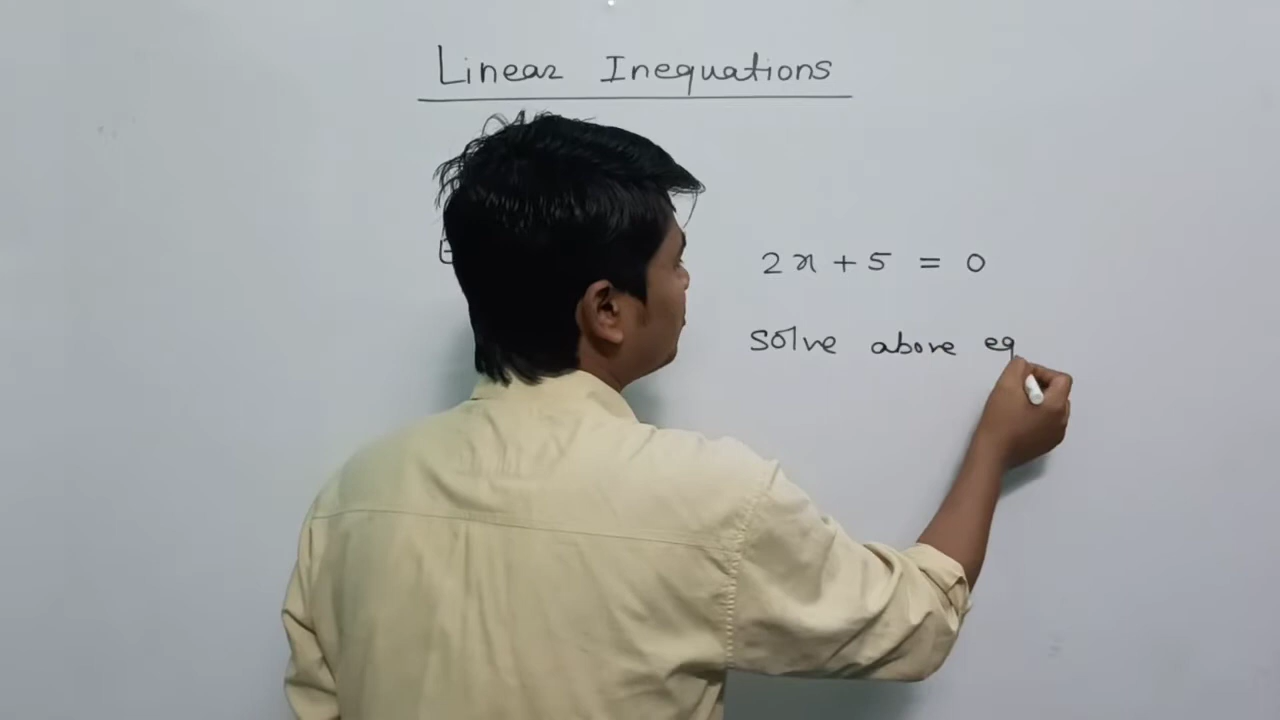 Linear Inequations
2x + 5 = 0
solve above eq